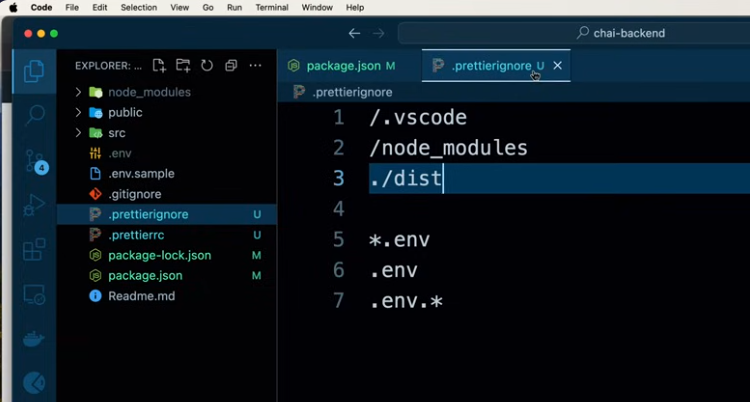 Code File Edit Selection View Go Run Terminal Window Help
chai-backend
EXPLORER: ...
package.json M
.prettierignore U
.prettierignore
node_modules
public
src
.env
.env.sample
.gitignore
.prettierignore U
.prettierrc U
package-lock.json M
package.json M
Readme.md
4
1 /.vscode
2 /node_modules
3 ./dist
4
5 *.env
6 .env
7 .env.*